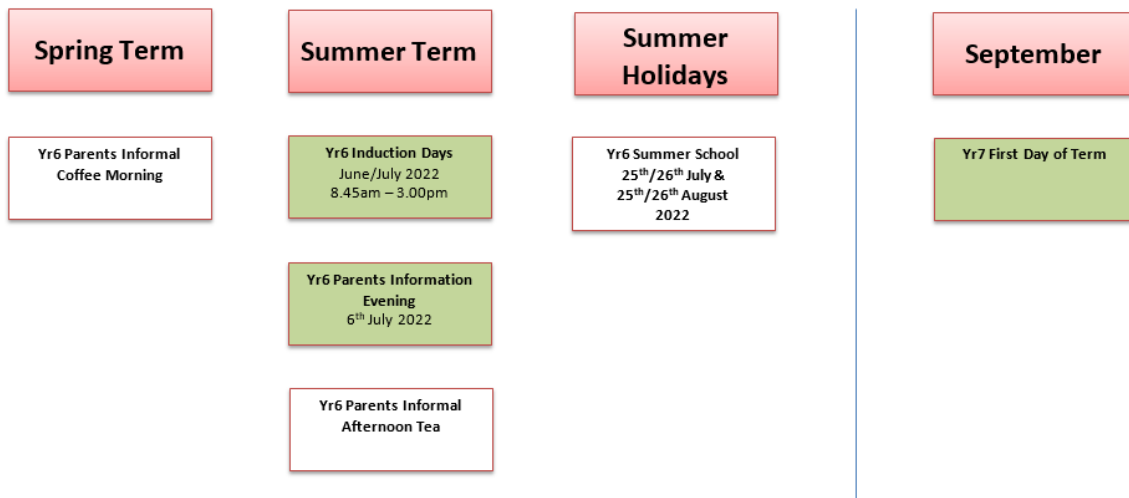 Spring Term
Yr6 Parents Informal
Coffee Morning
Summer Term
Yr6 Induction Days
June/July 2022
8.45am – 3.00pm
Yr6 Parents Information
Evening
6th July 2022
Yr6 Parents Informal
Afternoon Tea
Summer
Holidays
Yr6 Summer School
25th/26th July &
25th/26th August
2022
September
Yr7 First Day of Term